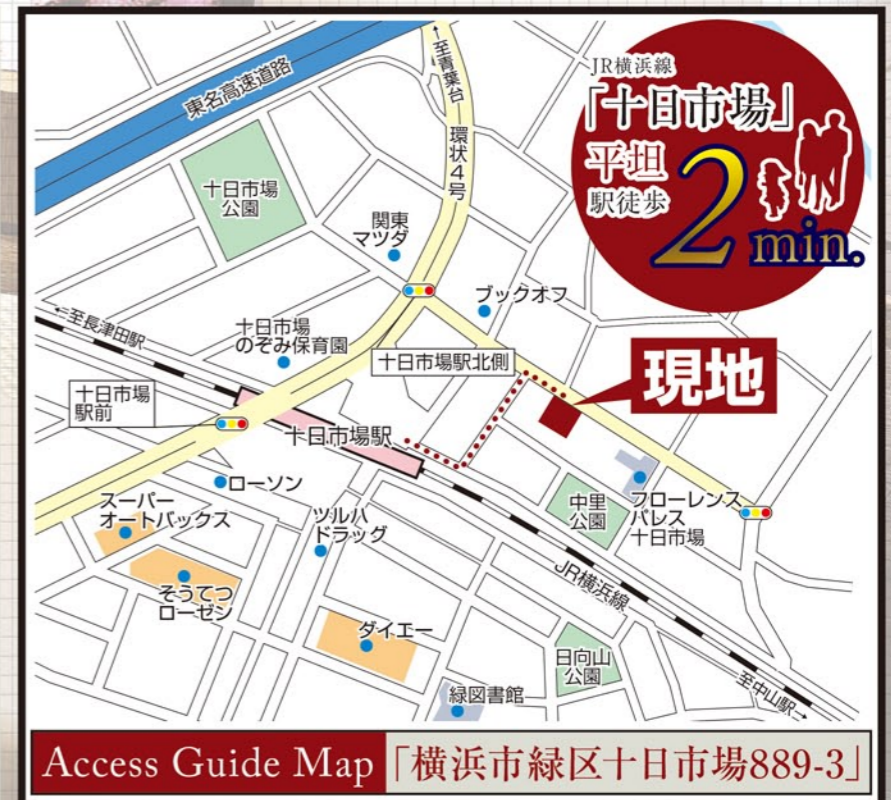 東名高速道路
↑至青葉台
環状4号
JR横浜線
「十日市場」
平坦
駅徒歩
2 min.
十日市場
公園
関東
マツダ
ブックオフ
←至長津田駅
十日市場
のぞみ保育園
十日市場駅北側
現地
十日市場
駅前
十日市場駅
ローソン
スーパー
オートバックス
ツルハ
ドラッグ
中里
公園
フローレンス
パレス
十日市場
そうてつ
ローゼン
JR横浜線
ダイエー
日向山
公園
至中山駅→
緑図書館
Access Guide Map 「横浜市緑区十日市場889-3」